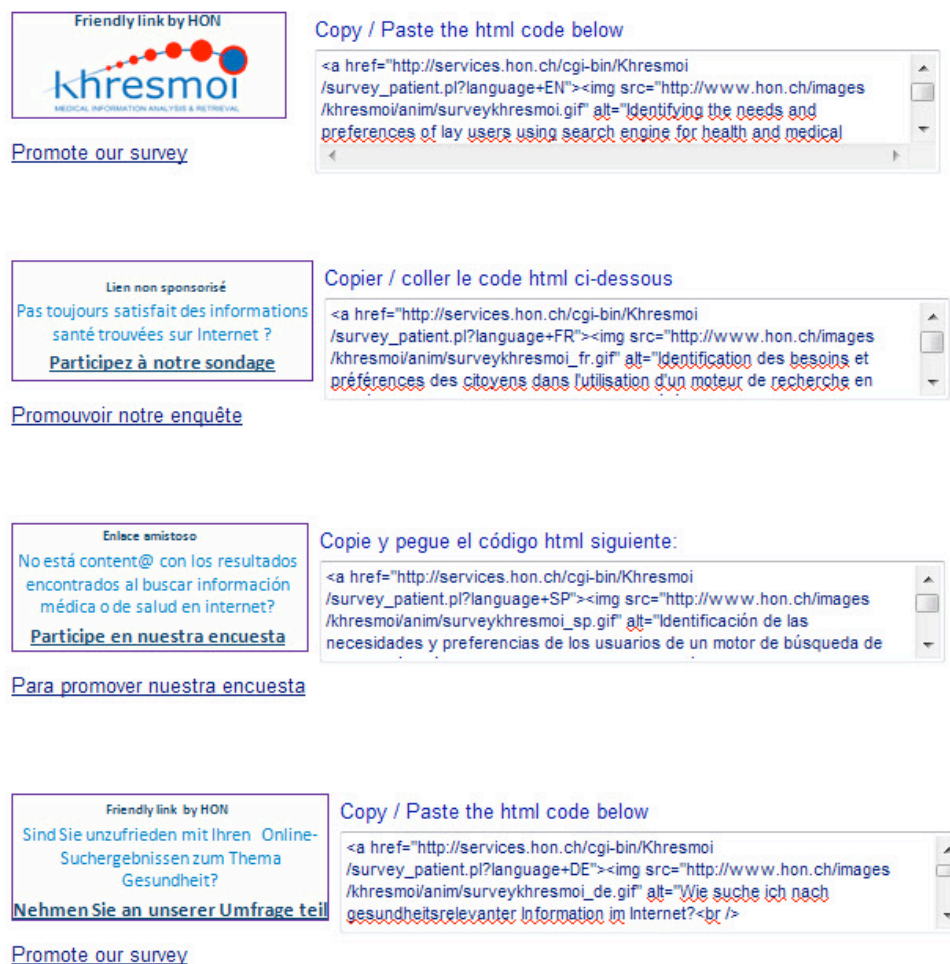 Friendly link by HON
khresmoi
MEDICAL INFORMATION ANALYSIS & RETRIEVAL
Promote our survey
Copy / Paste the html code below
<a href="http://services.hon.ch/cgi-bin/Khresmoi
/survey_patient.pl?language+EN"><img src="http://www.hon.ch/images
/khresmoi/anim/surveykhresmoi.gif" alt="Identifying the needs and
preferences of lay users using search engine for health and medical
Lien non sponsorisé
Pas toujours satisfait des informations
santé trouvées sur Internet ?
Participez à notre sondage
Promouvoir notre enquête
Copier / coller le code html ci-dessous
<a href="http://services.hon.ch/cgi-bin/Khresmoi
/survey_patient.pl?language+FR"><img src="http://www.hon.ch/images
/khresmoi/anim/surveykhresmoi_fr.gif" alt="Identification des besoins et
préférences des citoyens dans l'utilisation d'un moteur de recherche en
Enlace amistoso
No está content@ con los resultados
encontrados al buscar información
médica o de salud en internet?
Participe en nuestra encuesta
Para promover nuestra encuesta
Copie y pegue el código html siguiente:
<a href="http://services.hon.ch/cgi-bin/Khresmoi
/survey_patient.pl?language+SP"><img src="http://www.hon.ch/images
/khresmoi/anim/surveykhresmoi_sp.gif" alt="Identificación de las
necesidades y preferencias de los usuarios de un motor de búsqueda de
Friendly link by HON
Sind Sie unzufrieden mit Ihren Online-
Suchergebnissen zum Thema
Gesundheit?
Nehmen Sie an unserer Umfrage teil
Promote our survey
Copy / Paste the html code below
<a href="http://services.hon.ch/cgi-bin/Khresmoi
/survey_patient.pl?language+DE"><img src="http://www.hon.ch/images
/khresmoi/anim/surveykhresmoi_de.gif" alt="Wie suche ich nach
gesundheitsrelevanter Information im Internet?<br />